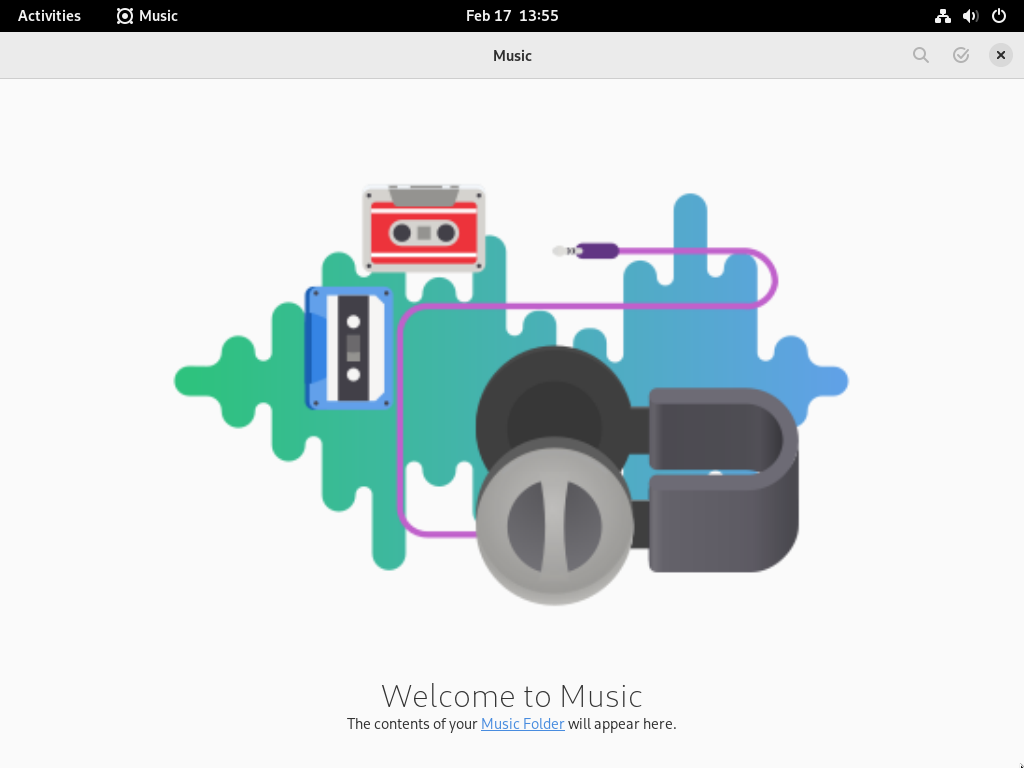 Activities Music Feb 17 13:55
Music
Welcome to Music
The contents of your Music Folder will appear here.